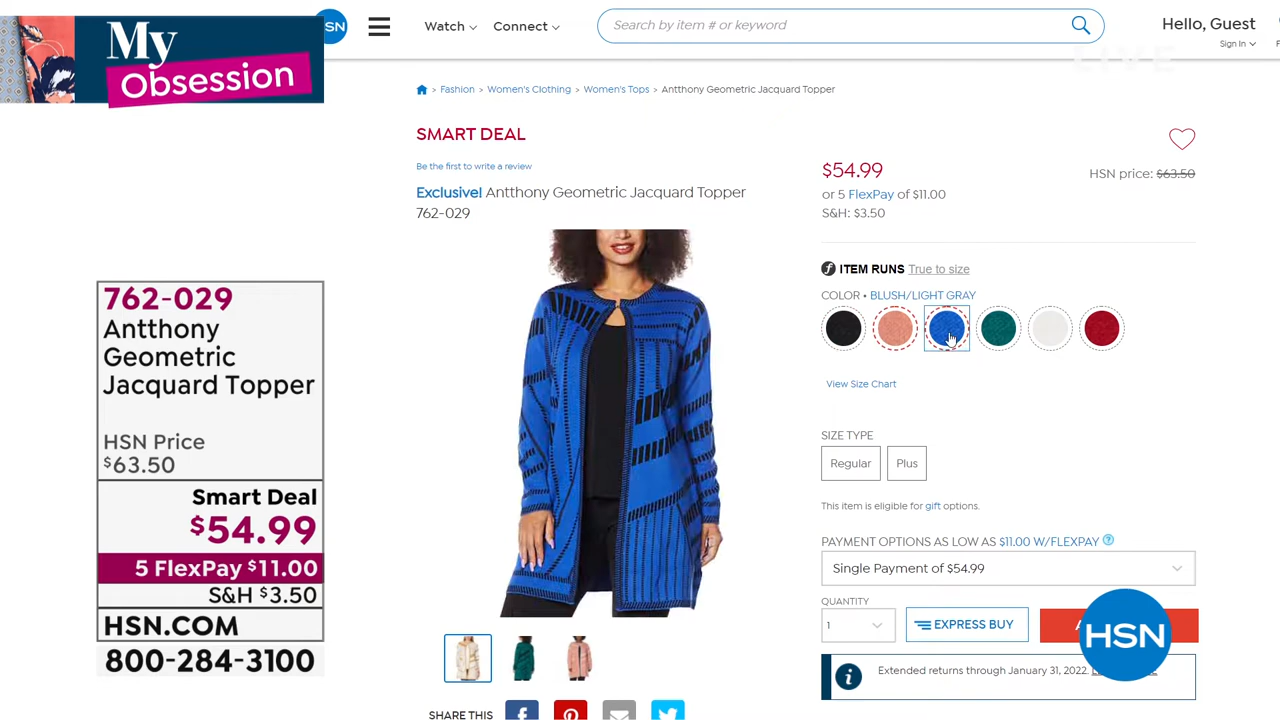 My
Obsession
SN
Watch
Connect
Search by item # or keyword
Hello, Guest
Sign In
LIVE
> Fashion > Women's Clothing > Women's Tops > Antthony Geometric Jacquard Topper
SMART DEAL
Be the first to write a review
Exclusive! Antthony Geometric Jacquard Topper
762-029
$54.99
HSN price: $63.50
or 5 FlexPay of $11.00
S&H: $3.50
ITEM RUNS True to size
COLOR • BLUSH/LIGHT GRAY
View Size Chart
SIZE TYPE
Regular
Plus
This item is eligible for gift options.
PAYMENT OPTIONS AS LOW AS $11.00 W/FLEXPAY ?
Single Payment of $54.99
QUANTITY
1
EXPRESS BUY
HSN
i
Extended returns through January 31, 2022.
SHARE THIS
762-029
Antthony
Geometric
Jacquard Topper
HSN Price
$63.50
Smart Deal
$54.99
5 FlexPay $11.00
S&H $3.50
HSN.COM
800-284-3100